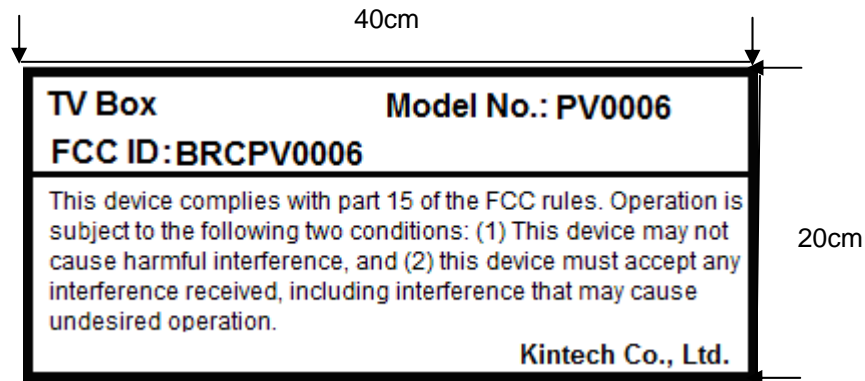 40cm
TV Box Model No.: PV0006
FCC ID:BRCPV0006
This device complies with part 15 of the FCC rules. Operation is
subject to the following two conditions: (1) This device may not
cause harmful interference, and (2) this device must accept any
interference received, including interference that may cause
undesired operation.
Kintech Co., Ltd.
20cm